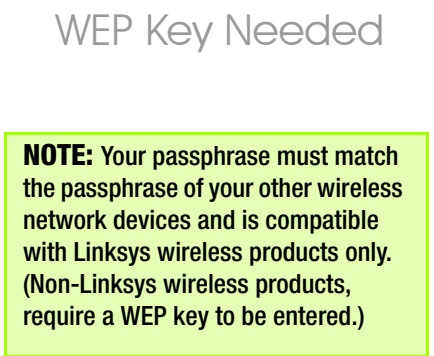 WEP Key Needed
NOTE: Your passphrase must match
the passphrase of your other wireless
network devices and is compatible
with Linksys wireless products only.
(Non-Linksys wireless products,
require a WEP key to be entered.)